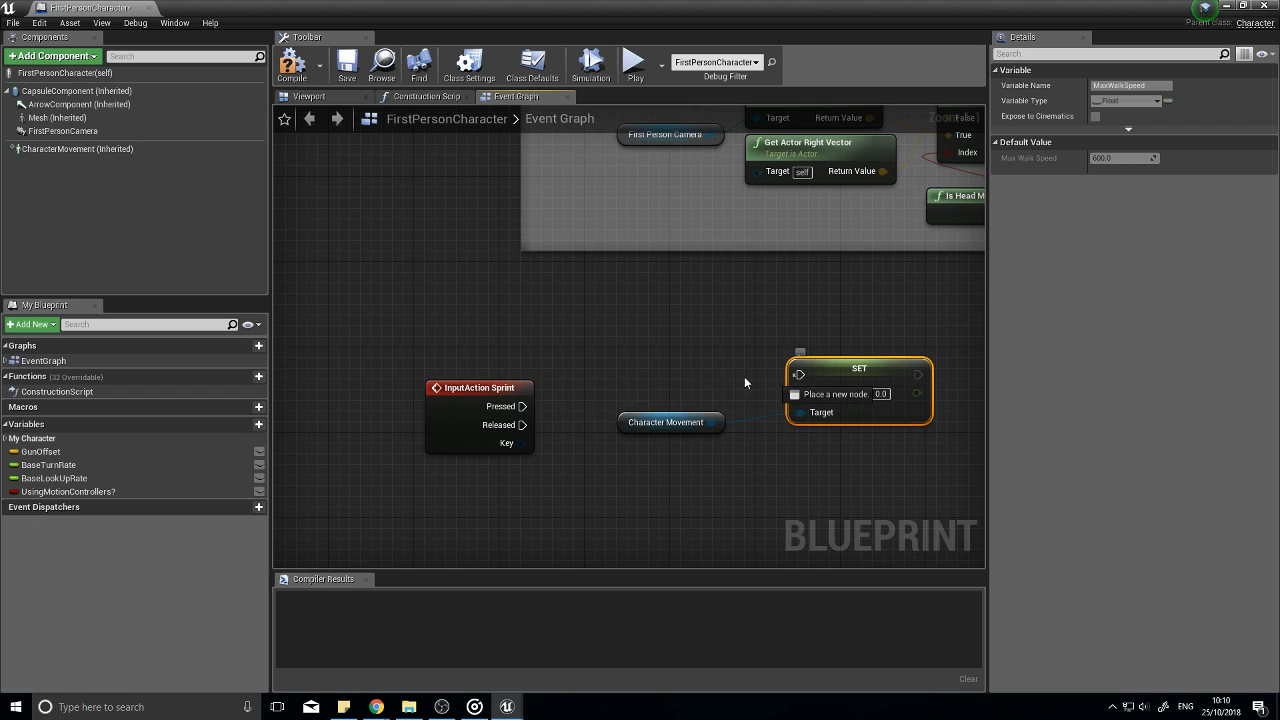 FirstPersonCharacter
File Edit Asset View Debug Window Help
Parent class: Character
Components
+Add Component
Search
FirstPersonCharacter(self)
CapsuleComponent (Inherited)
ArrowComponent (Inherited)
Mesh (Inherited)
FirstPersonCamera
CharacterMovement (Inherited)
My Blueprint
+Add New
Search
Graphs
EventGraph
Functions (32 Overridable)
ConstructionScript
Macros
Variables
My Character
GunOffset
BaseTurnRate
BaseLookUpRate
UsingMotionControllers?
Event Dispatchers
Toolbar
Compile Save Browse Find Class Settings Class Defaults Simulation Play
FirstPersonCharacter
Debug Filter
Viewport Construction Scrip Event Graph
FirstPersonCharacter > Event Graph
Zoom
First Person Camera
Target Return Value
Get Actor Right Vector
Target is Actor
Target self Return Value
False
True
Index
Is Head M
InputAction Sprint
Pressed
Released
Key
Character Movement
SET
Place a new node. 0.0
Target
BLUEPRINT
Compiler Results
Clear
Details
Search
Variable
Variable Name MaxWalkSpeed
Variable Type Float
Expose to Cinematics
Default Value
Max Walk Speed 600.0
Type here to search
ENG
10:10
25/10/2018